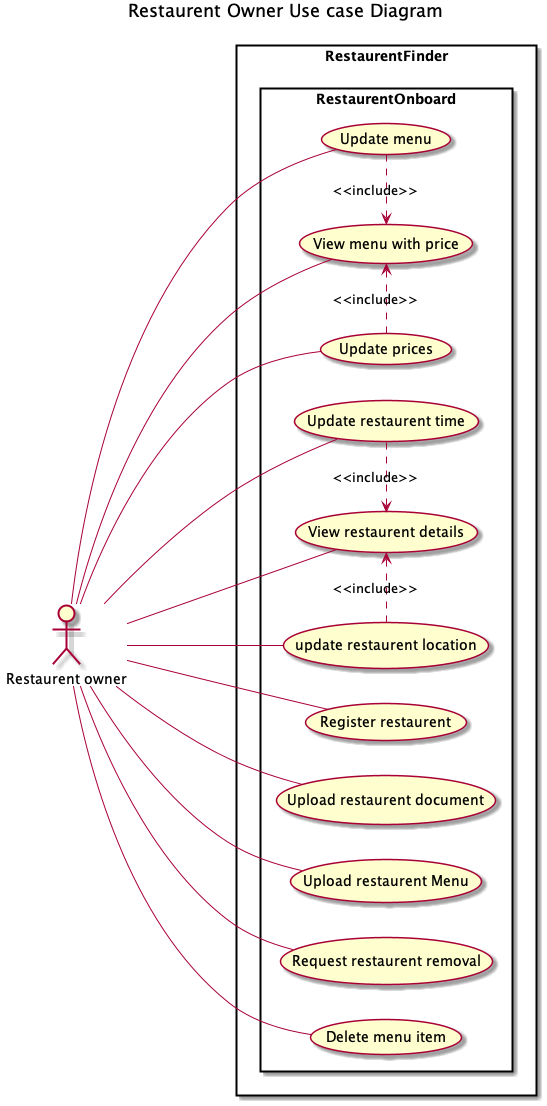 Restaurent Owner Use case Diagram
RestaurentFinder
RestaurentOnboard
Update menu
<<include>>
View menu with price
<<include>>
Update prices
Update restaurent time
<<include>>
View restaurent details
<<include>>
update restaurent location
Restaurent owner
Register restaurent
Upload restaurent document
Upload restaurent Menu
Request restaurent removal
Delete menu item